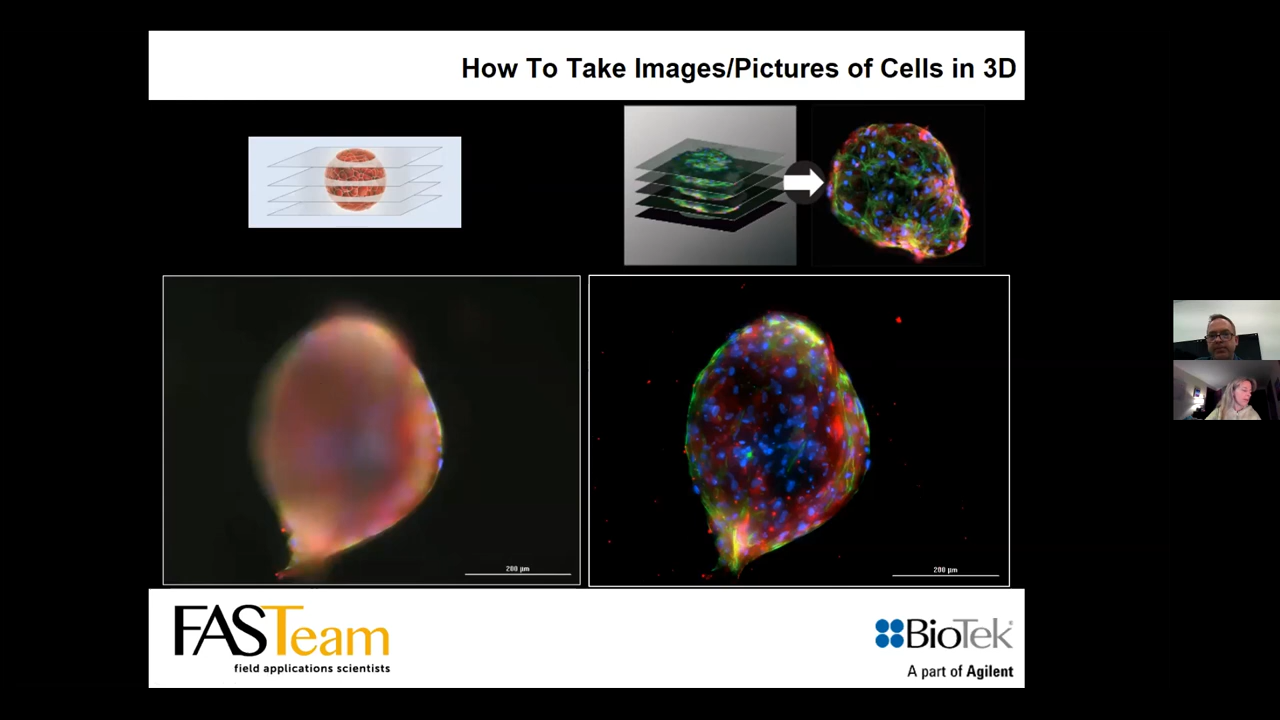 How To Take Images/Pictures of Cells in 3D
200 µm
200 µm
FASTeam
field applications scientists
BioTek®
A part of Agilent